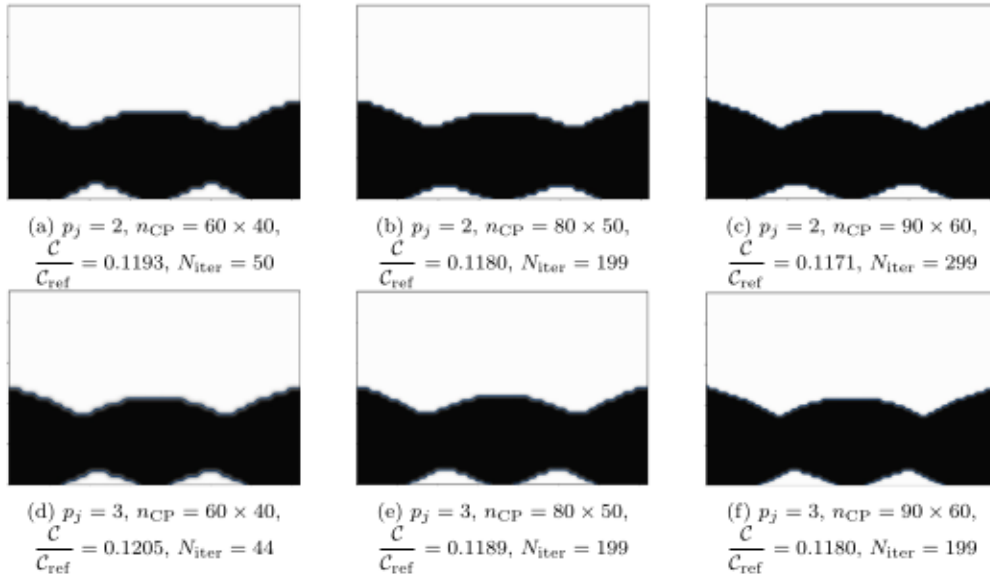 (a) p_j = 2, n_CP = 60 × 40,
C/C_ref = 0.1193, N_iter = 50
(b) p_j = 2, n_CP = 80 × 50,
C/C_ref = 0.1180, N_iter = 199
(c) p_j = 2, n_CP = 90 × 60,
C/C_ref = 0.1171, N_iter = 299
(d) p_j = 3, n_CP = 60 × 40,
C/C_ref = 0.1205, N_iter = 44
(e) p_j = 3, n_CP = 80 × 50,
C/C_ref = 0.1189, N_iter = 199
(f) p_j = 3, n_CP = 90 × 60,
C/C_ref = 0.1180, N_iter = 199